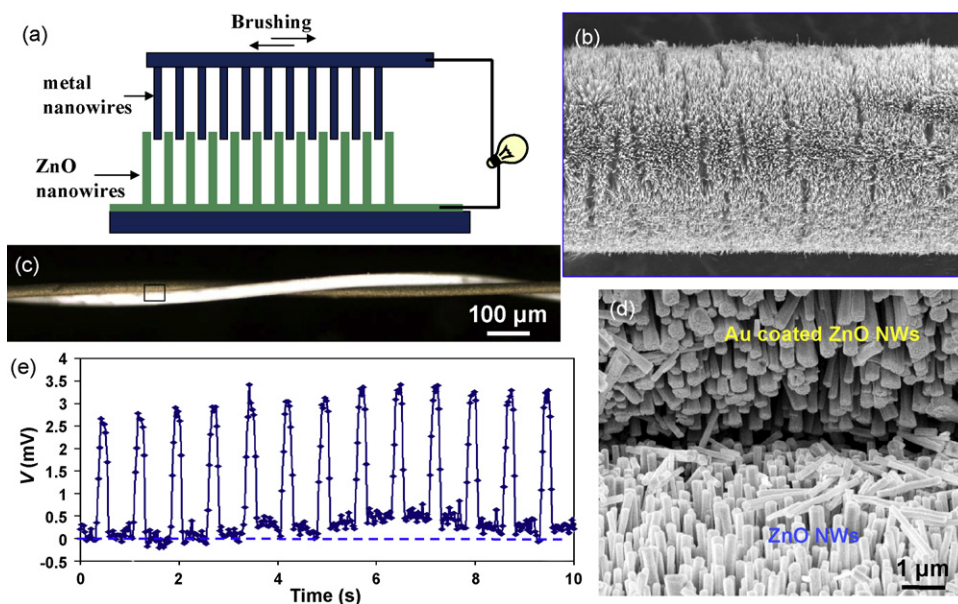 (a)
Brushing
metal
nanowires
ZnO
nanowires
(b)
(c)
100 µm
(d)
Au coated ZnO NWs
ZnO NWs
1 µm
(e)
V (mV)
4
3.5
3
2.5
2
1.5
1
0.5
0
-0.5
0 2 4 6 8 10
Time (s)